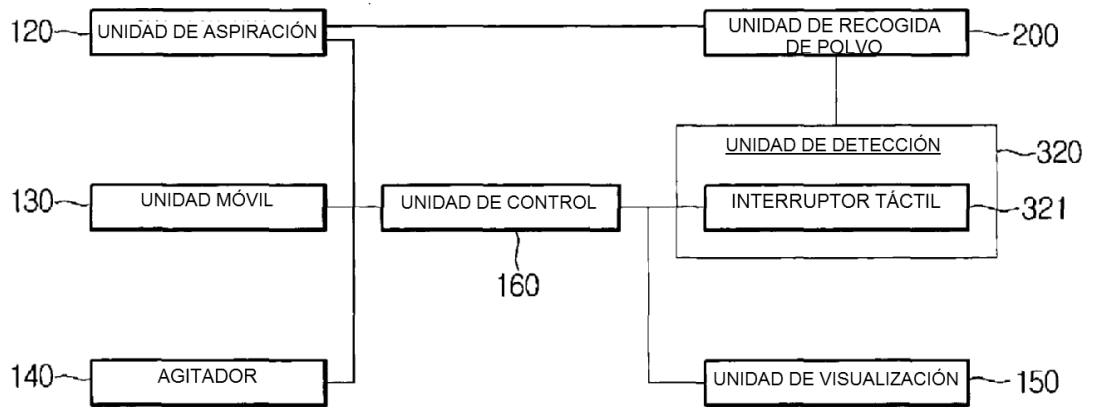 120
UNIDAD DE ASPIRACIÓN
UNIDAD DE RECOGIDA
DE POLVO
200
UNIDAD DE DETECCIÓN
320
130
UNIDAD MÓVIL
UNIDAD DE CONTROL
160
INTERRUPTOR TÁCTIL
321
140
AGITADOR
UNIDAD DE VISUALIZACIÓN
150